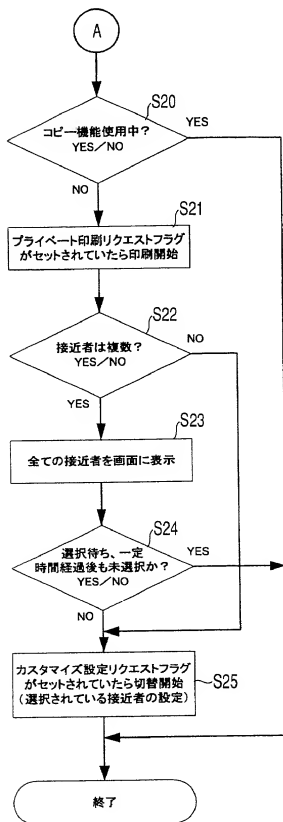 A
S20
コピー機能使用中?
YES/NO
YES
NO
S21
プライベート印刷リクエストフラグ
がセットされていたら印刷開始
S22
接近者は複数?
YES/NO
NO
YES
S23
全ての接近者を画面に表示
S24
選択待ち、一定
時間経過後も未選択か?
YES/NO
YES
NO
カスタマイズ設定リクエストフラグ
がセットされていたら切替開始
(選択されている接近者の設定)
S25
終了